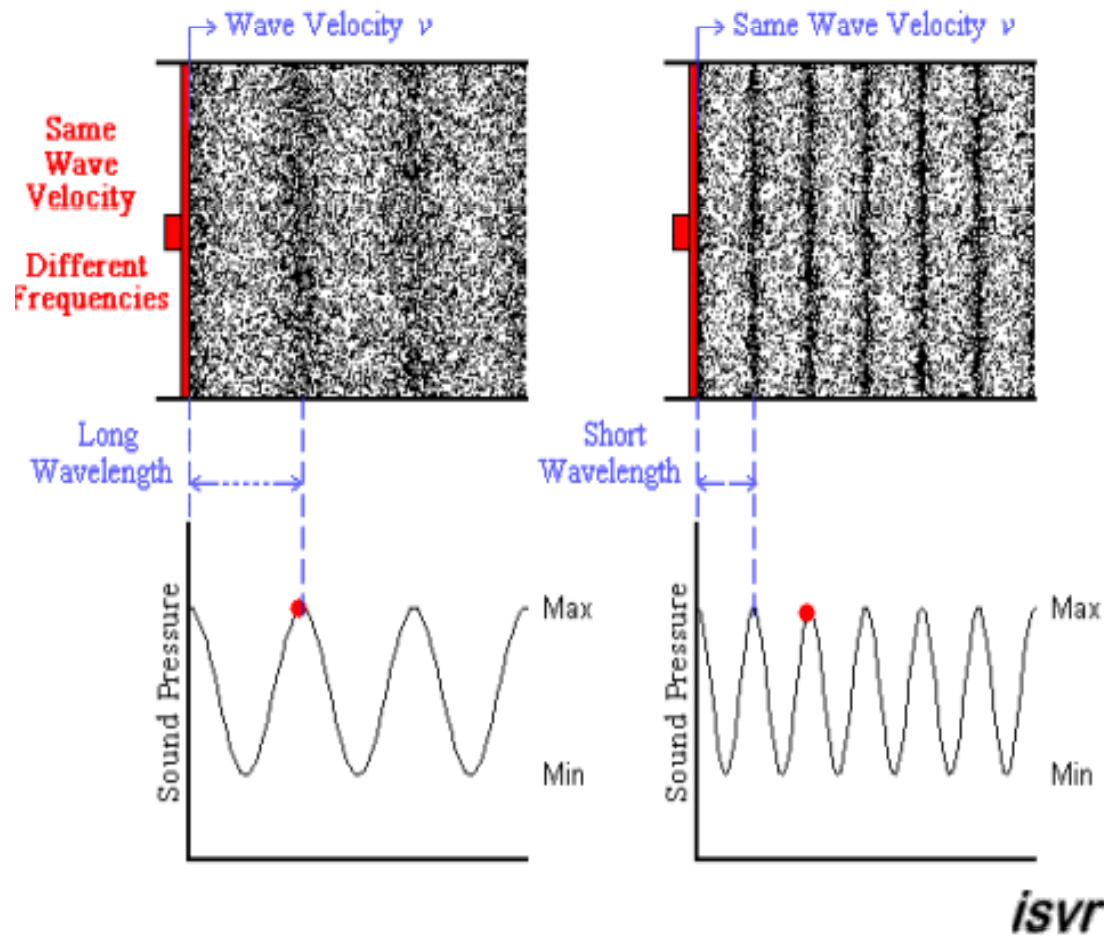 Wave Velocity ν
Same Wave Velocity ν
Same
Wave
Velocity
Different
Frequencies
Long
Wavelength
Short
Wavelength
Sound Pressure
Max
Min
Sound Pressure
Max
Min
isvr